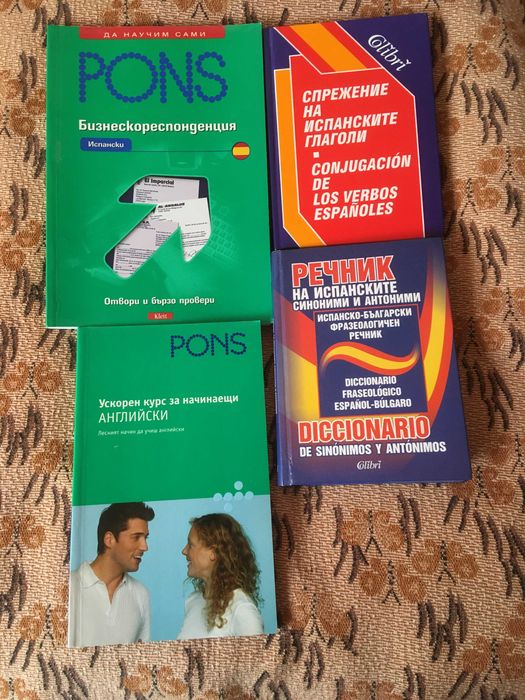 ДА НАУЧИМ САМИ
PONS
Бизнескореспонденция
Испански
El Imparcial
Отвори и бързо провери
Klett
Colibri
СПРЕЖЕНИЕ
НА
ИСПАНСКИТЕ
ГЛАГОЛИ
CONJUGACIÓN
DE
LOS VERBOS
ESPAÑOLES
PONS
Ускорен курс за начинаещи
АНГЛИЙСКИ
Лесният начин да учиш английски
РЕЧНИК
НА ИСПАНСКИТЕ
СИНОНИМИ И АНТОНИМИ
ИСПАНСКО-БЪЛГАРСКИ
ФРАЗЕОЛОГИЧЕН
РЕЧНИК
DICCIONARIO
FRASEOLÓGICO
ESPAÑOL-BÚLGARO
DICCIONARIO
DE SINÓNIMOS Y ANTÓNIMOS
Colibri